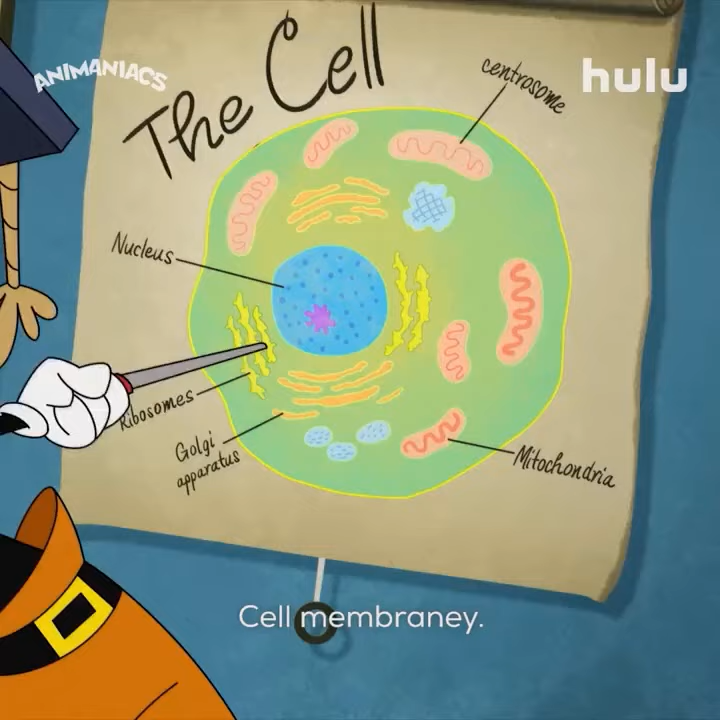 ANIMANIACS
hulu
The Cell
centrosome
Nucleus
Ribosomes
Golgi
apparatus
Mitochondria
Cell membraney.